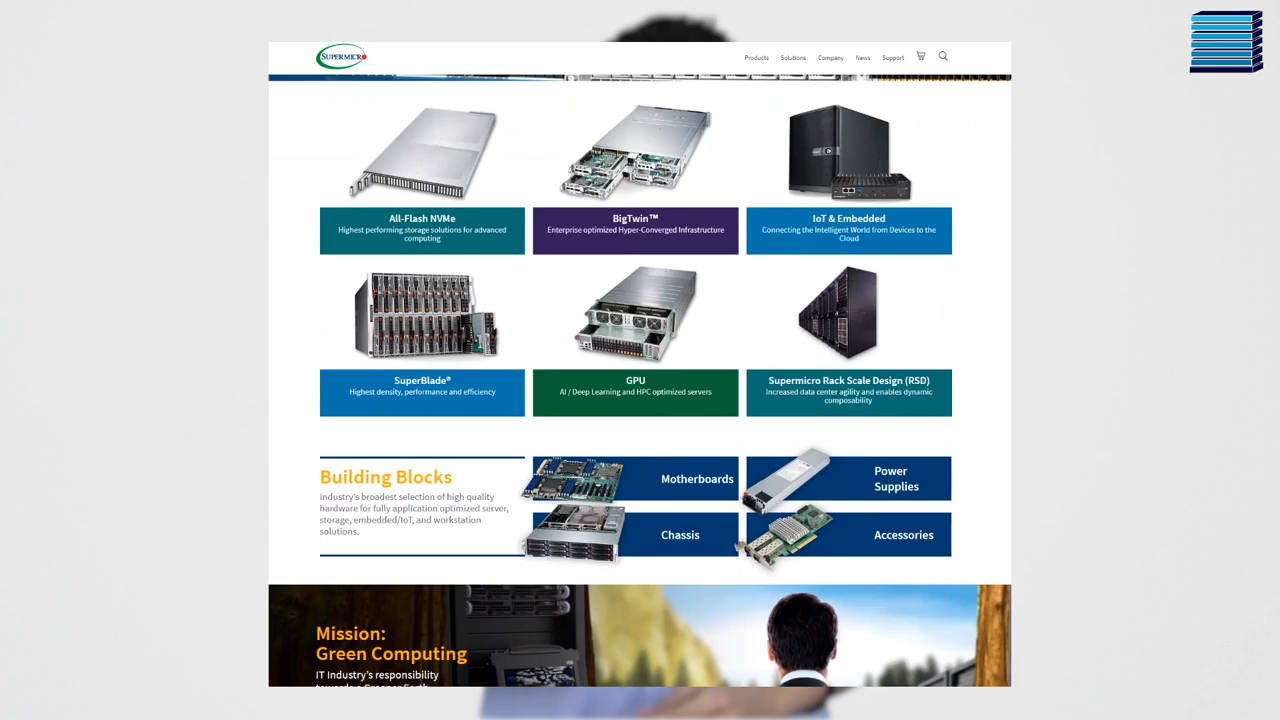 SUPERMICR
Products
Solutions
Company
News
Support
All-Flash NVMe
Highest performing storage solutions for advanced
computing
BigTwin™
Enterprise optimized Hyper-Converged Infrastructure
IoT & Embedded
Connecting the Intelligent World from Devices to the
Cloud
SuperBlade®
Highest density, performance and efficiency
GPU
AI / Deep Learning and HPC optimized servers
Supermicro Rack Scale Design (RSD)
Increased data center agility and enables dynamic
composability
Building Blocks
Industry's broadest selection of high quality
hardware for fully application optimized server,
storage, embedded/IoT, and workstation
solutions.
Motherboards
Power
Supplies
Chassis
Accessories
Mission:
Green Computing
IT Industry's responsibility
towards a Greener Earth